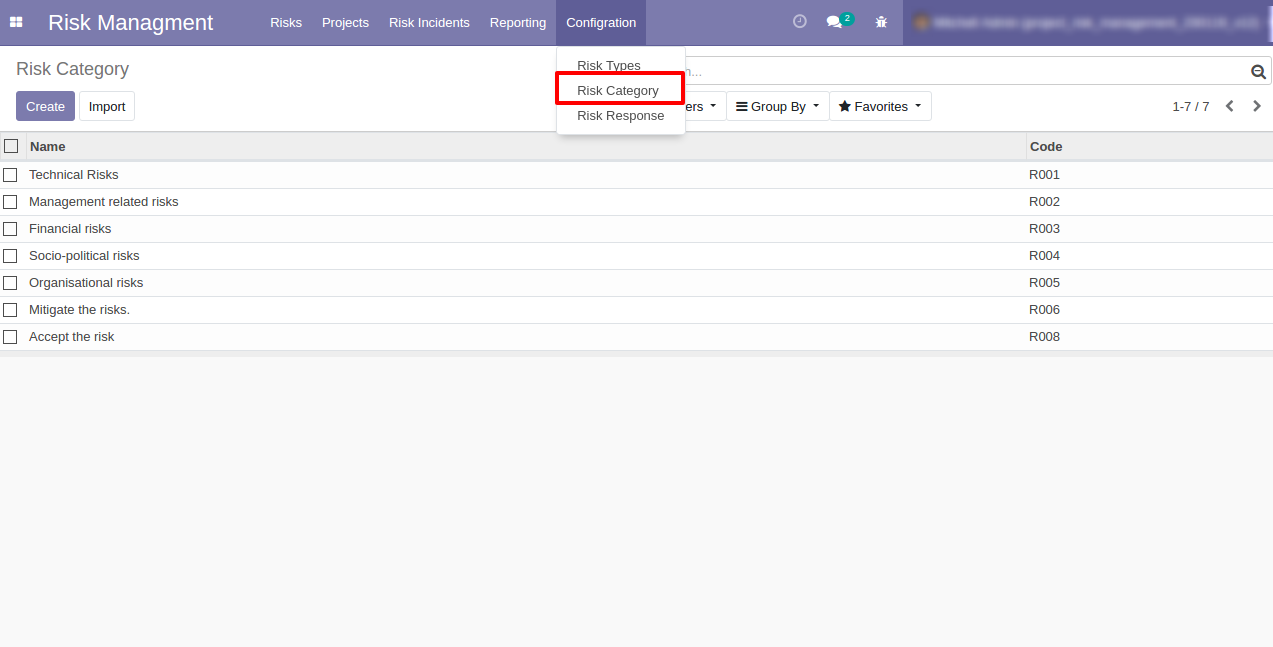 Risk Managment Risks Projects Risk Incidents Reporting Configration 2
Risk Category
Risk Types
Risk Category
Risk Response
Create Import
Group By Favorites 1-7 / 7
Name Code
Technical Risks R001
Management related risks R002
Financial risks R003
Socio-political risks R004
Organisational risks R005
Mitigate the risks. R006
Accept the risk R008